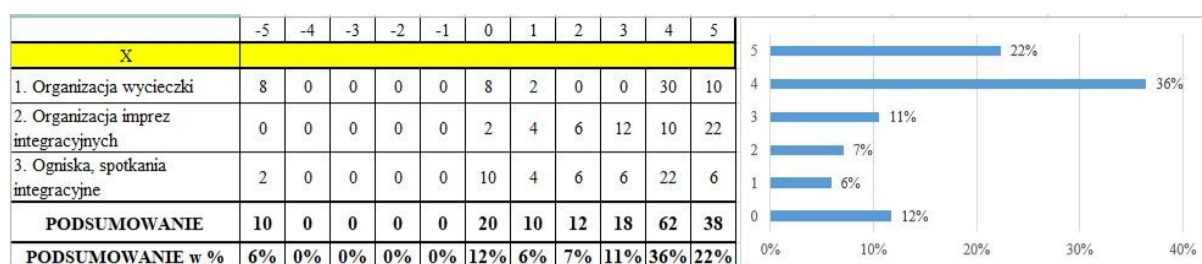 -5 -4 -3 -2 -1 0 1 2 3 4 5
X
1. Organizacja wycieczki 8 0 0 0 0 8 2 0 0 30 10
2. Organizacja imprez
integracyjnych 0 0 0 0 0 2 4 6 12 10 22
3. Ogniska, spotkania
integracyjne 2 0 0 0 0 10 4 6 6 22 6
PODSUMOWANIE 10 0 0 0 0 20 10 12 18 62 38
PODSUMOWANIE w % 6% 0% 0% 0% 0% 12% 6% 7% 11% 36% 22%
5 22%
4 36%
3 11%
2 7%
1 6%
0 12%
0% 10% 20% 30% 40%